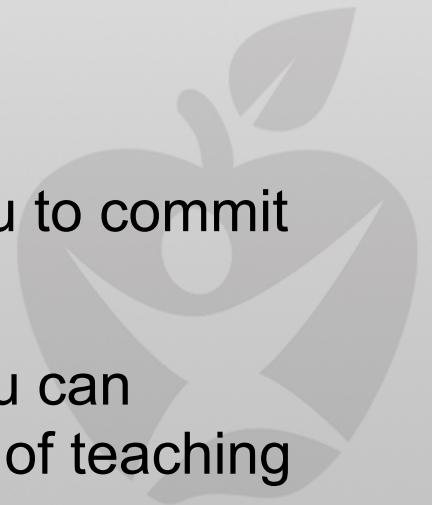 u to commit
u can
of teaching